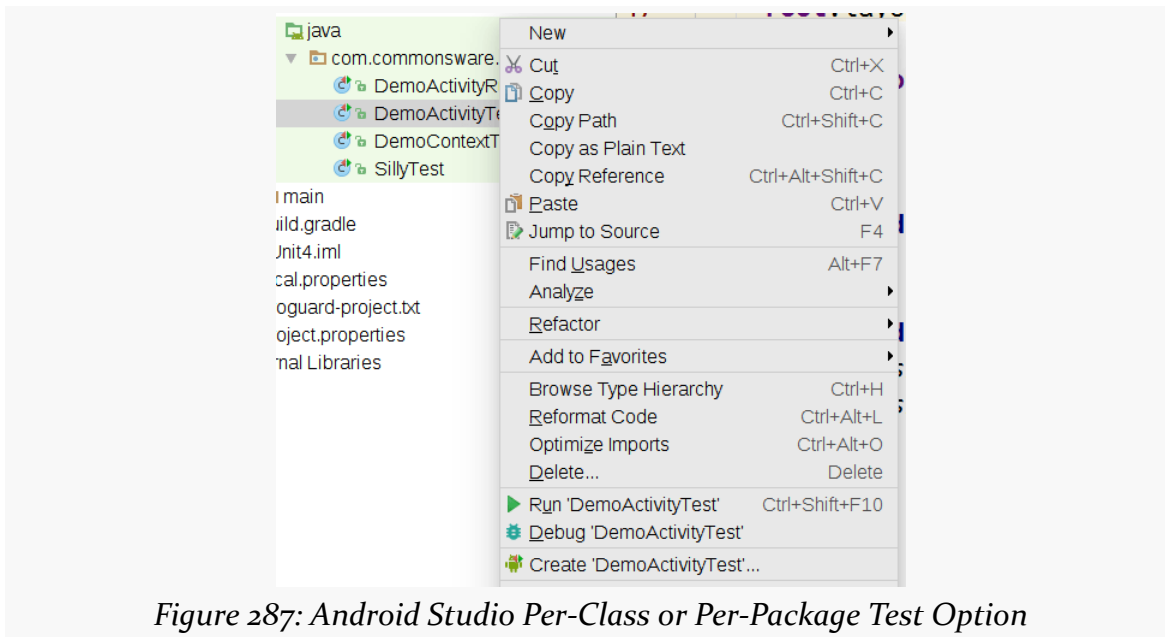 java
New
com.commonsware.
Cut Ctrl+X
DemoActivityR
Copy Ctrl+C
DemoActivityTe
Copy Path Ctrl+Shift+C
DemoContextT
Copy as Plain Text
SillyTest
Copy Reference Ctrl+Alt+Shift+C
main
Paste Ctrl+V
ild.gradle
Jump to Source F4
Unit4.iml
Find Usages Alt+F7
cal.properties
Analyze
oguard-project.txt
Refactor
oject.properties
Add to Favorites
nal Libraries
Browse Type Hierarchy Ctrl+H
Reformat Code Ctrl+Alt+L
Optimize Imports Ctrl+Alt+O
Delete... Delete
Run 'DemoActivityTest' Ctrl+Shift+F10
Debug 'DemoActivityTest'
Create 'DemoActivityTest'...
Figure 287: Android Studio Per-Class or Per-Package Test Option